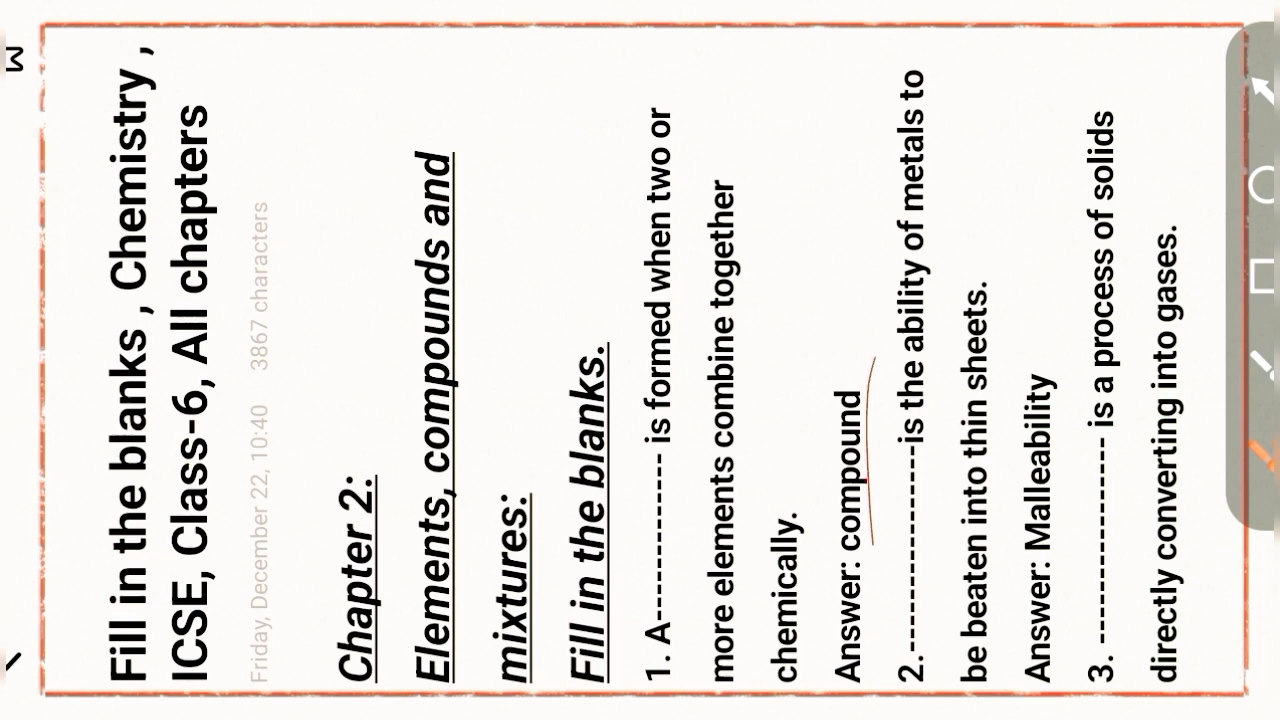 Fill in the blanks , Chemistry ,
ICSE, Class-6, All chapters
Friday, December 22, 10:40 3867 characters
Chapter 2:
Elements, compounds and
mixtures:
Fill in the blanks.
1. A------------- is formed when two or
more elements combine together
chemically.
Answer: compound
2.-----------------is the ability of metals to
be beaten into thin sheets.
Answer: Malleability
3. ---------------- is a process of solids
directly converting into gases.